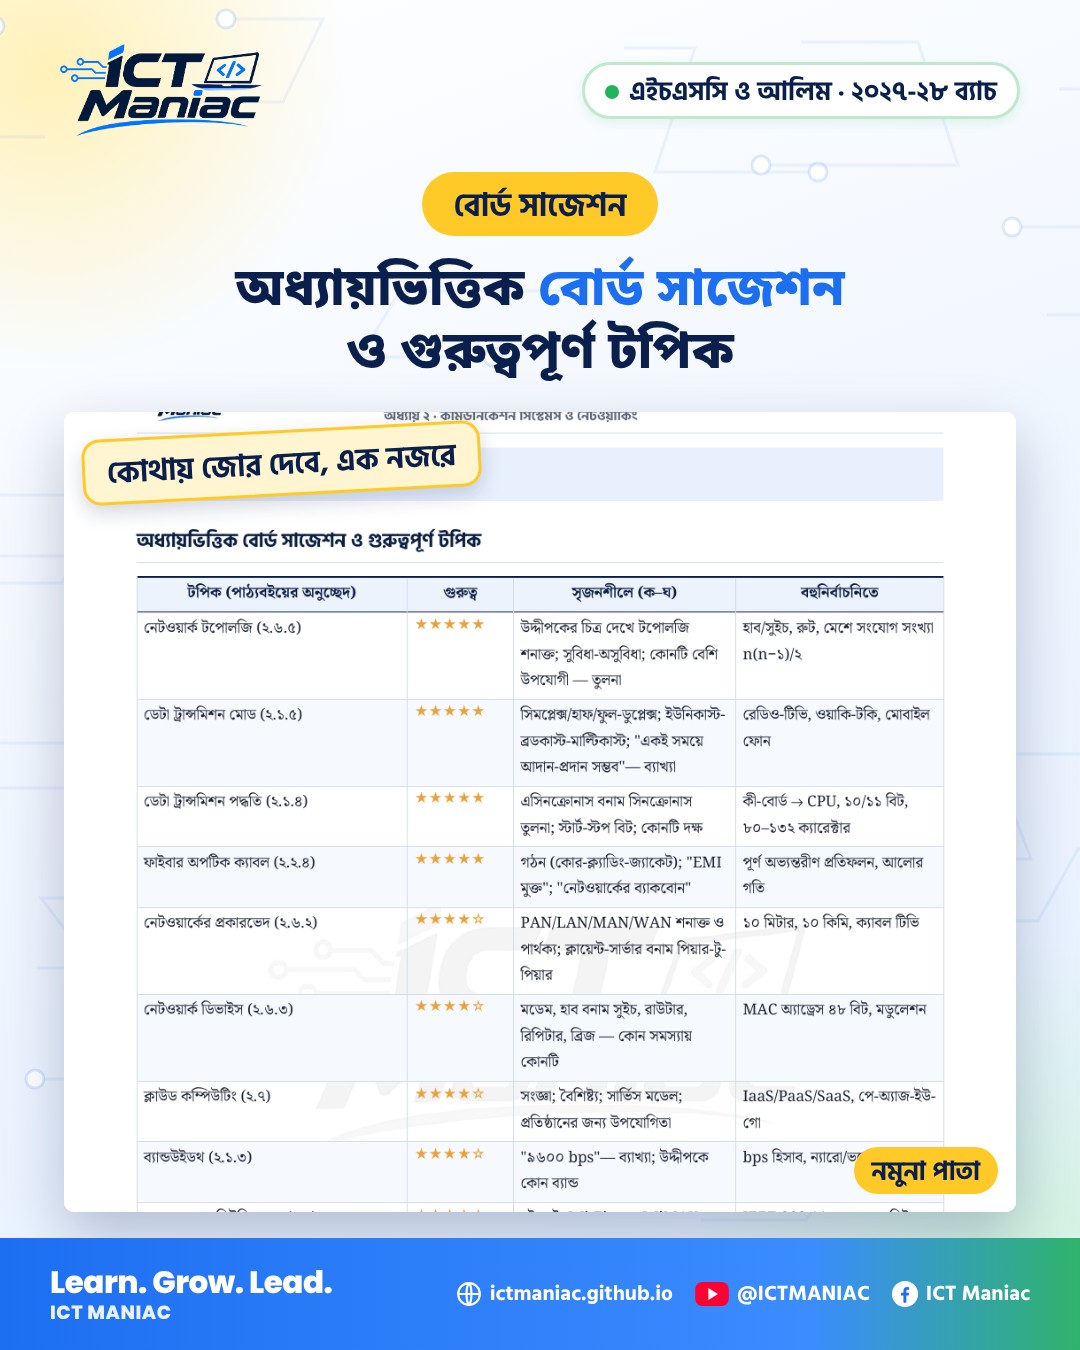 ICT
Maniac
এইচএসসি ও আলিম · ২০২৭-২৮ ব্যাচ
বোর্ড সাজেশন
অধ্যায়ভিত্তিক বোর্ড সাজেশন
ও গুরুত্বপূর্ণ টপিক
অধ্যায় ২ · কমিউনিকেশন সিস্টেমস ও নেটওয়ার্কিং
কোথায় জোর দেবে, এক নজরে
অধ্যায়ভিত্তিক বোর্ড সাজেশন ও গুরুত্বপূর্ণ টপিক
টপিক (পাঠ্যবইয়ের অনুচ্ছেদ) গুরুত্ব সৃজনশীলে (ক–ঘ) বহুনির্বাচনিতে
নেটওয়ার্ক টপোলজি (২.৬.৫) ★★★★★ উদ্দীপকের চিত্র দেখে টপোলজি হাব/সুইচ, রুট, মেশে সংযোগ সংখ্যা
শনাক্ত; সুবিধা-অসুবিধা; কোনটি বেশি n(n−১)/২
উপযোগী — তুলনা
ডেটা ট্রান্সমিশন মোড (২.১.৫) ★★★★★ সিমপ্লেক্স/হাফ/ফুল-ডুপ্লেক্স; ইউনিকাস্ট- রেডিও-টিভি, ওয়াকি-টকি, মোবাইল
ব্রডকাস্ট-মাল্টিকাস্ট; "একই সময়ে ফোন
আদান-প্রদান সম্ভব"— ব্যাখ্যা
ডেটা ট্রান্সমিশন পদ্ধতি (২.১.৪) ★★★★★ এসিনক্রোনাস বনাম সিনক্রোনাস কী-বোর্ড → CPU, ১০/১১ বিট,
তুলনা; স্টার্ট-স্টপ বিট; কোনটি দক্ষ ৮০–১৩২ ক্যারেক্টার
ফাইবার অপটিক ক্যাবল (২.২.৪) ★★★★★ গঠন (কোর-ক্ল্যাডিং-জ্যাকেট); "EMI পূর্ণ অভ্যন্তরীণ প্রতিফলন, আলোর
মুক্ত"; "নেটওয়ার্কের ব্যাকবোন" গতি
নেটওয়ার্কের প্রকারভেদ (২.৬.২) ★★★★☆ PAN/LAN/MAN/WAN শনাক্ত ও ১০ মিটার, ১০ কিমি, ক্যাবল টিভি
পার্থক্য; ক্লায়েন্ট-সার্ভার বনাম পিয়ার-টু-
পিয়ার
নেটওয়ার্ক ডিভাইস (২.৬.৩) ★★★★☆ মডেম, হাব বনাম সুইচ, রাউটার, MAC অ্যাড্রেস ৪৮ বিট, মডুলেশন
রিপিটার, ব্রিজ — কোন সমস্যায়
কোনটি
ক্লাউড কম্পিউটিং (২.৭) ★★★★☆ সংজ্ঞা; বৈশিষ্ট্য; সার্ভিস মডেল; IaaS/PaaS/SaaS, পে-অ্যাজ-ইউ-
প্রতিষ্ঠানের জন্য উপযোগিতা গো
ব্যান্ডউইডথ (২.১.৩) ★★★★☆ "৯৬০০ bps"— ব্যাখ্যা; উদ্দীপকে bps হিসাব, ন্যারো/
কোন ব্যান্ড
নমুনা পাতা
Learn. Grow. Lead.
ICT MANIAC
ictmaniac.github.io @ICTMANIAC ICT Maniac